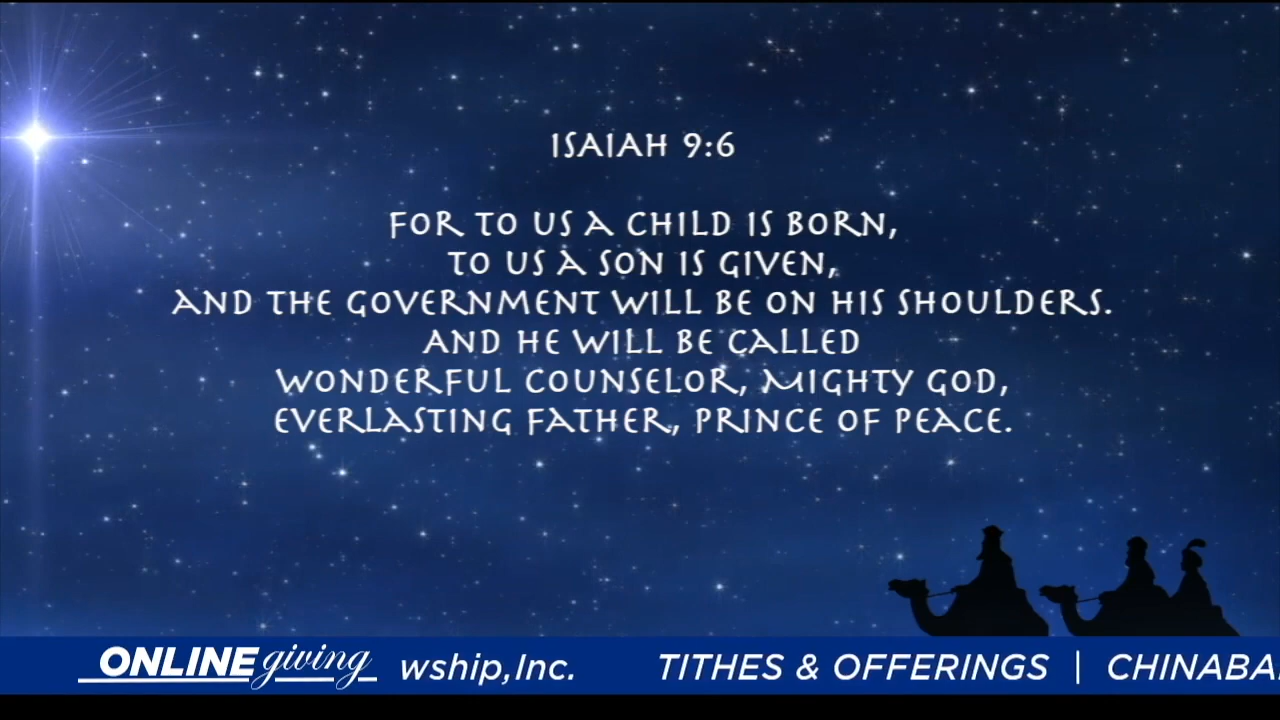 ISAIAH 9:6
FOR TO US A CHILD IS BORN,
TO US A SON IS GIVEN,
AND THE GOVERNMENT WILL BE ON HIS SHOULDERS.
AND HE WILL BE CALLED
WONDERFUL COUNSELOR, MIGHTY GOD,
EVERLASTING FATHER, PRINCE OF PEACE.
ONLINE giving wship,Inc. TITHES & OFFERINGS | CHINABA